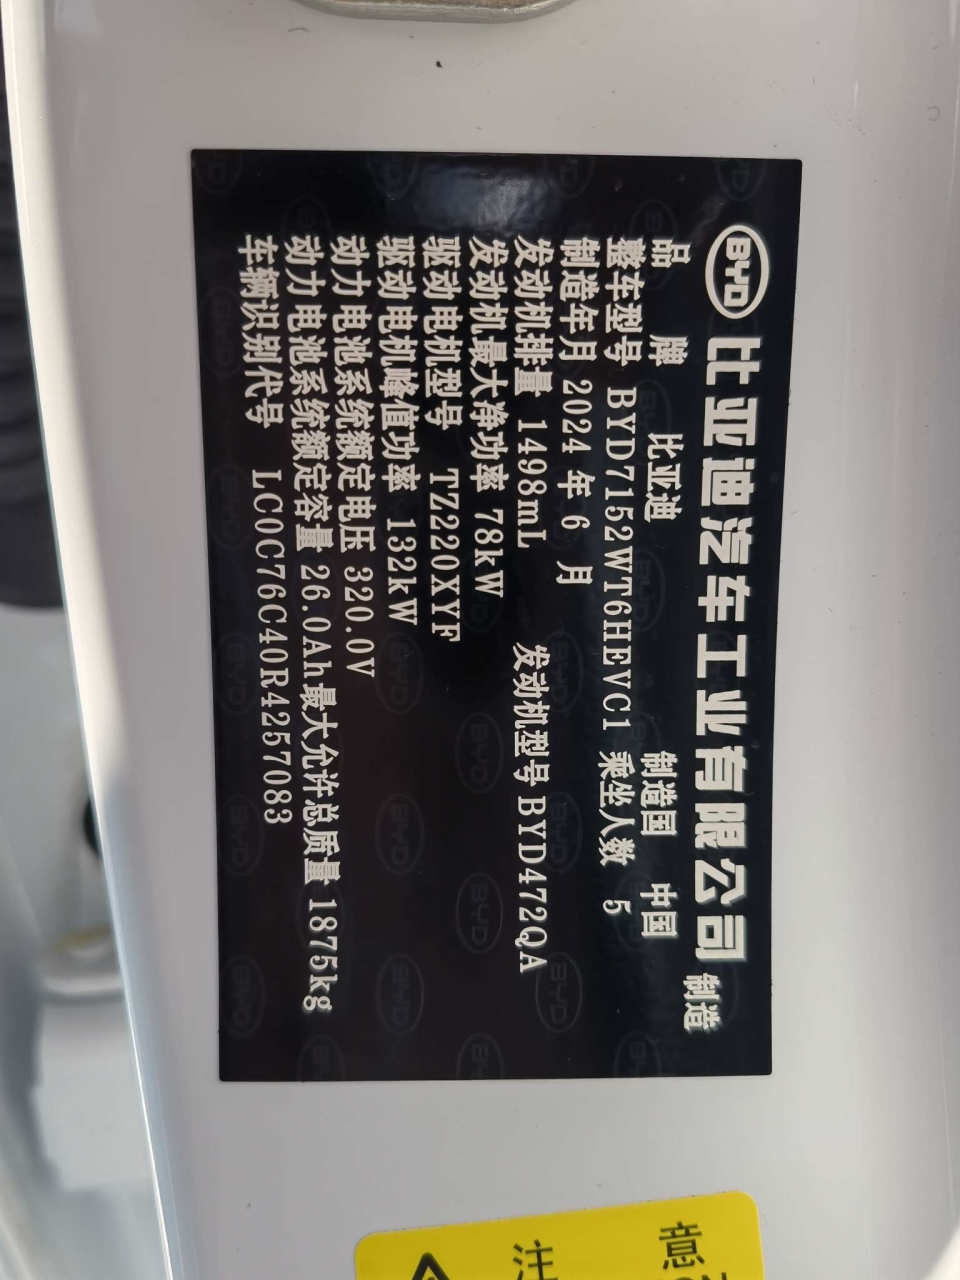 BYD 比亚迪汽车工业有限公司 制造
品牌 比亚迪 制造国 中国
整车型号 BYD7152WT6HEVC1 乘坐人数 5
制造年月 2024 年 6 月
发动机排量 1498mL 发动机型号 BYD472QA
发动机最大净功率 78kW
驱动电机型号 TZ220XYF
驱动电机峰值功率 132kW
动力电池系统额定电压 320.0V
动力电池系统额定容量 26.0Ah 最大允许总质量 1875kg
车辆识别代号 LC0C76C40R4257083
注 意